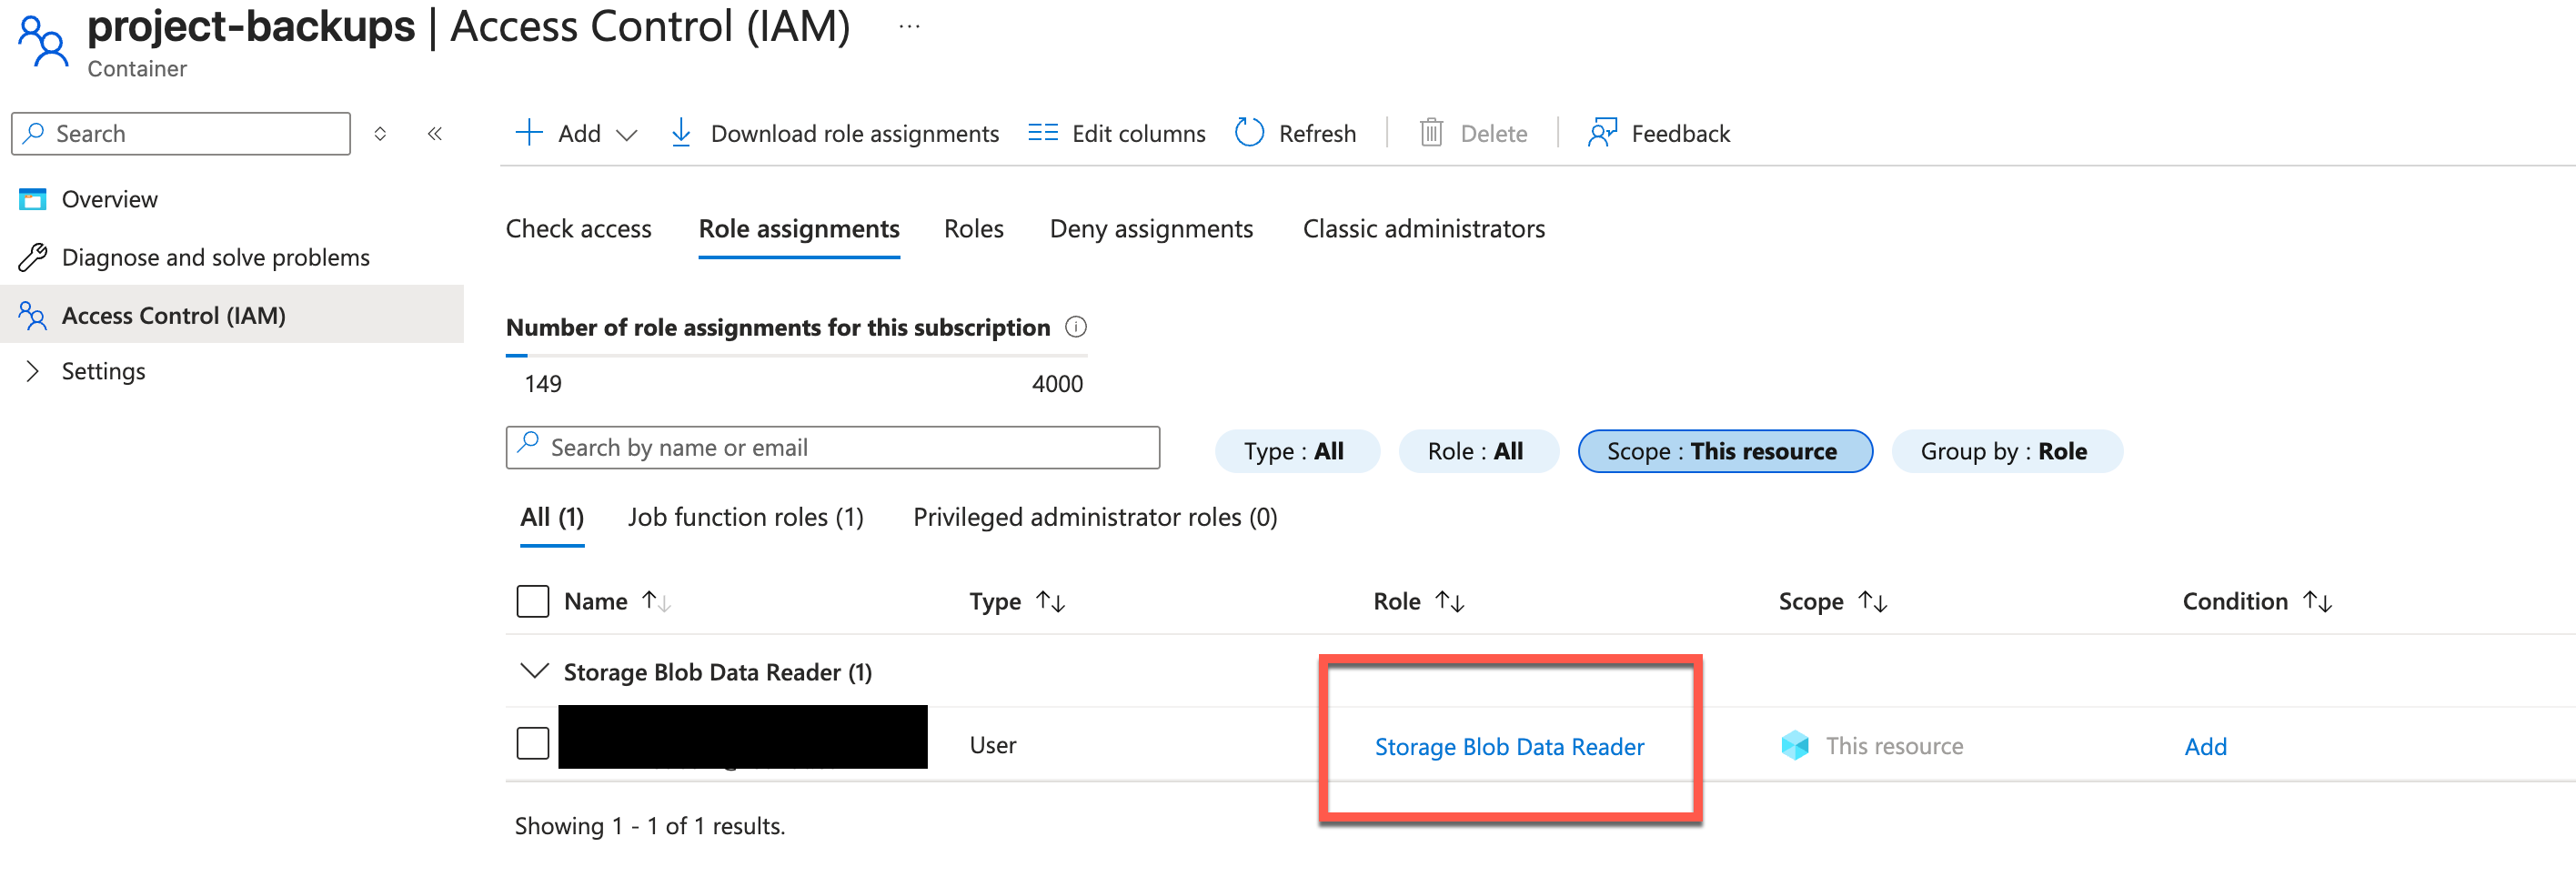 project-backups | Access Control (IAM) ...
Container
Search
Add Download role assignments Edit columns Refresh Delete Feedback
Overview
Diagnose and solve problems
Access Control (IAM)
Settings
Check access Role assignments Roles Deny assignments Classic administrators
Number of role assignments for this subscription
149 4000
Search by name or email Type : All Role : All Scope : This resource Group by : Role
All (1) Job function roles (1) Privileged administrator roles (0)
Name Type Role Scope Condition
Storage Blob Data Reader (1)
User Storage Blob Data Reader This resource Add
Showing 1 - 1 of 1 results.